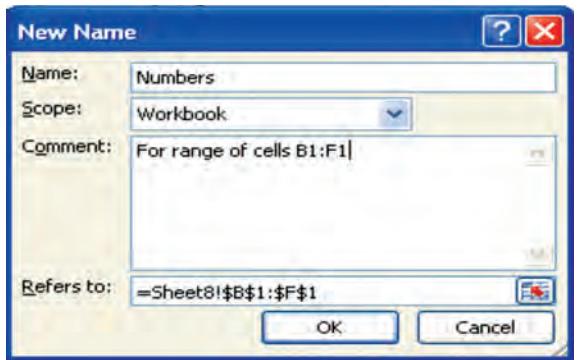 New Name
Name: Numbers
Scope: Workbook
Comment: For range of cells B1:F1
Refers to: =Sheet8!$B$1:$F$1
OK Cancel